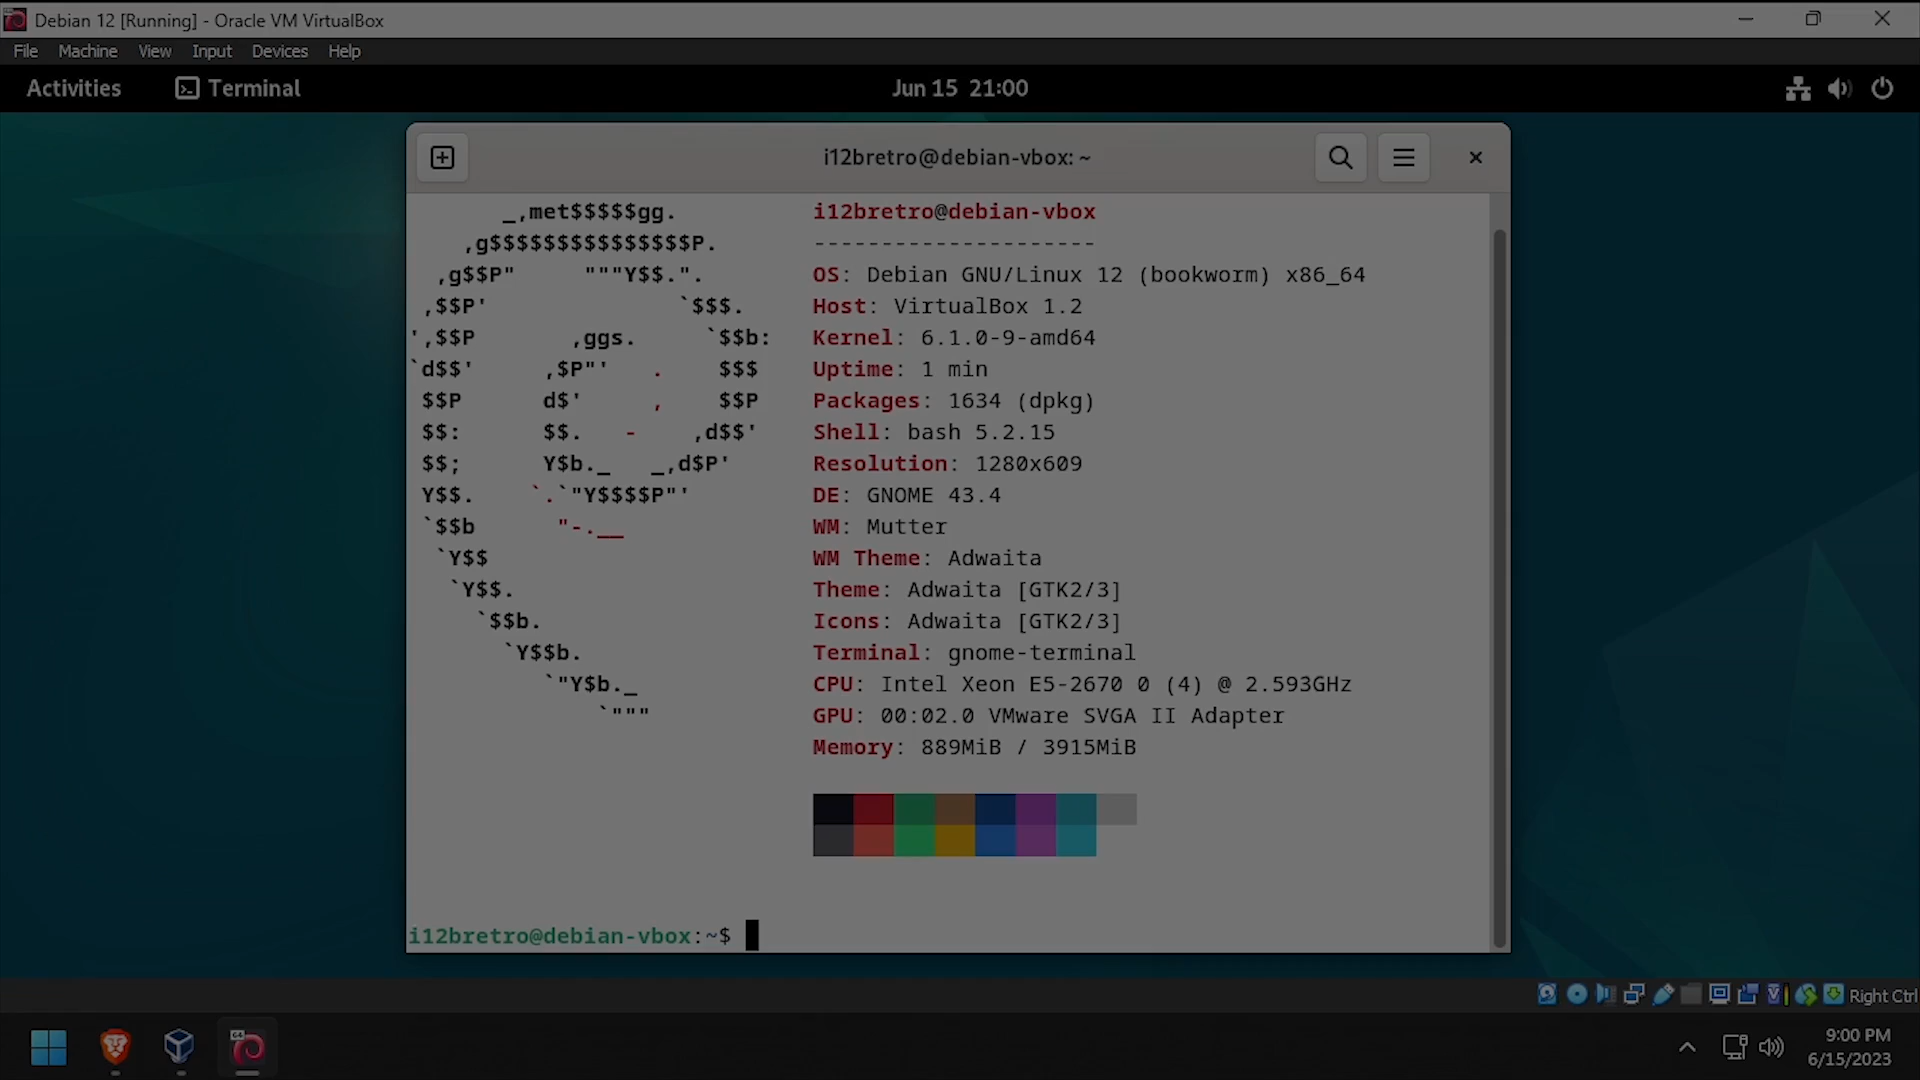 Debian 12 [Running] - Oracle VM VirtualBox
File Machine View Input Devices Help
Activities Terminal Jun 15 21:00
i12bretro@debian-vbox: ~
       _,met$$$$$gg.          i12bretro@debian-vbox
    ,g$$$$$$$$$$$$$$$P.       ---------------------
  ,g$$P"     """Y$$.".        OS: Debian GNU/Linux 12 (bookworm) x86_64
 ,$$P'              `$$$.     Host: VirtualBox 1.2
',$$P       ,ggs.     `$$b:   Kernel: 6.1.0-9-amd64
`d$$'     ,$P"'   .    $$$    Uptime: 1 min
 $$P      d$'     ,    $$P    Packages: 1634 (dpkg)
 $$:      $$.   -    ,d$$'    Shell: bash 5.2.15
 $$;      Y$b._   _,d$P'      Resolution: 1280x609
 Y$$.    `.`"Y$$$$P"'         DE: GNOME 43.4
 `$$b      "-.__              WM: Mutter
  `Y$$                        WM Theme: Adwaita
   `Y$$.                      Theme: Adwaita [GTK2/3]
     `$$b.                    Icons: Adwaita [GTK2/3]
       `Y$$b.                 Terminal: gnome-terminal
          `"Y$b._             CPU: Intel Xeon E5-2670 0 (4) @ 2.593GHz
              `"""            GPU: 00:02.0 VMware SVGA II Adapter
                              Memory: 889MiB / 3915MiB
i12bretro@debian-vbox:~$
Right Ctrl
64
9:00 PM
6/15/2023